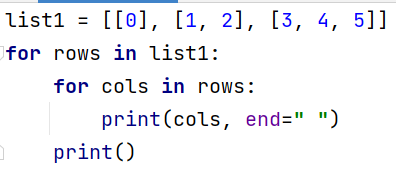 list1 = [[0], [1, 2], [3, 4, 5]]
for rows in list1:
    for cols in rows:
        print(cols, end=" ")
    print()